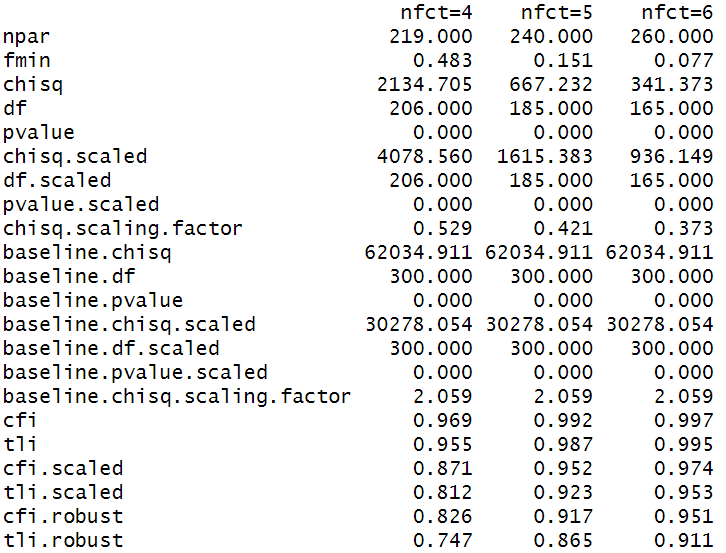 nfct=4 nfct=5 nfct=6
npar 219.000 240.000 260.000
fmin 0.483 0.151 0.077
chisq 2134.705 667.232 341.373
df 206.000 185.000 165.000
pvalue 0.000 0.000 0.000
chisq.scaled 4078.560 1615.383 936.149
df.scaled 206.000 185.000 165.000
pvalue.scaled 0.000 0.000 0.000
chisq.scaling.factor 0.529 0.421 0.373
baseline.chisq 62034.911 62034.911 62034.911
baseline.df 300.000 300.000 300.000
baseline.pvalue 0.000 0.000 0.000
baseline.chisq.scaled 30278.054 30278.054 30278.054
baseline.df.scaled 300.000 300.000 300.000
baseline.pvalue.scaled 0.000 0.000 0.000
baseline.chisq.scaling.factor 2.059 2.059 2.059
cfi 0.969 0.992 0.997
tli 0.955 0.987 0.995
cfi.scaled 0.871 0.952 0.974
tli.scaled 0.812 0.923 0.953
cfi.robust 0.826 0.917 0.951
tli.robust 0.747 0.865 0.911